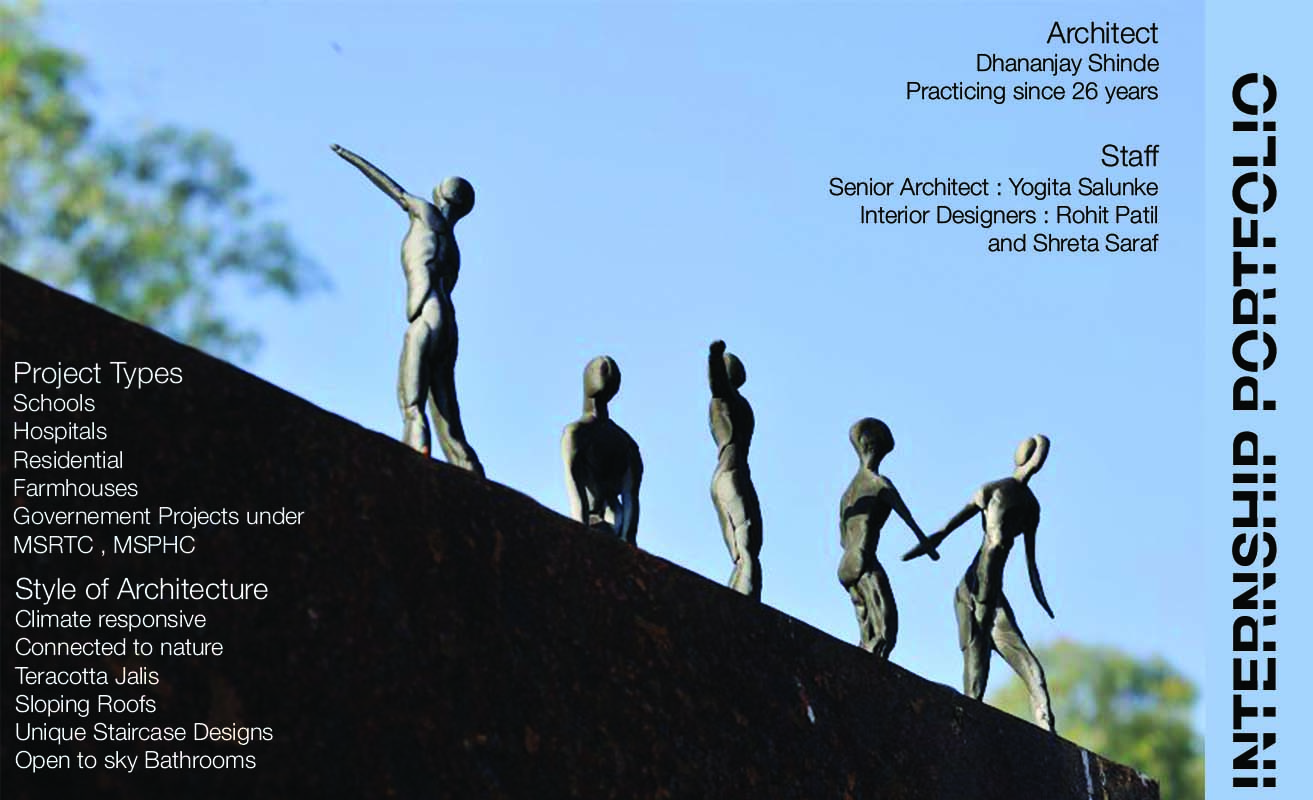 Architect
Dhananjay Shinde
Practicing since 26 years
Staff
Senior Architect : Yogita Salunke
Interior Designers : Rohit Patil
and Shreta Saraf
Project Types
Schools
Hospitals
Residential
Farmhouses
Governement Projects under
MSRTC , MSPHC
Style of Architecture
Climate responsive
Connected to nature
Teracotta Jalis
Sloping Roofs
Unique Staircase Designs
Open to sky Bathrooms
INTERNSHIP PORTFOLIO